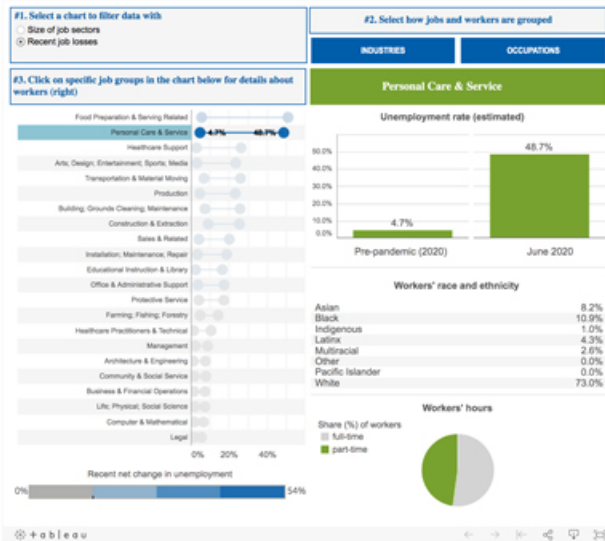 #1. Select a chart to filter data with
Size of job sectors
Recent job losses
#2. Select how jobs and workers are grouped
INDUSTRIES
OCCUPATIONS
#3. Click on specific job groups in the chart below for details about
workers (right)
Personal Care & Service
Food Preparation & Serving Related
Personal Care & Service
4.7%
48.7%
Healthcare Support
Arts; Design; Entertainment; Sports; Media
Transportation & Material Moving
Production
Building; Grounds Cleaning; Maintenance
Construction & Extraction
Sales & Related
Installation; Maintenance; Repair
Educational Instruction & Library
Office & Administrative Support
Protective Service
Farming; Fishing; Forestry
Healthcare Practitioners & Technical
Management
Architecture & Engineering
Community & Social Service
Business & Financial Operations
Life; Physical; Social Science
Computer & Mathematical
Legal
0%
20%
40%
Recent net change in unemployment
0%
54%
Unemployment rate (estimated)
50.0%
40.0%
30.0%
20.0%
10.0%
0.0%
4.7%
48.7%
Pre-pandemic (2020)
June 2020
Workers' race and ethnicity
Asian 8.2%
Black 10.9%
Indigenous 1.0%
Latinx 4.3%
Multiracial 2.6%
Other 0.0%
Pacific Islander 0.0%
White 73.0%
Workers' hours
Share (%) of workers
full-time
part-time
+ableau